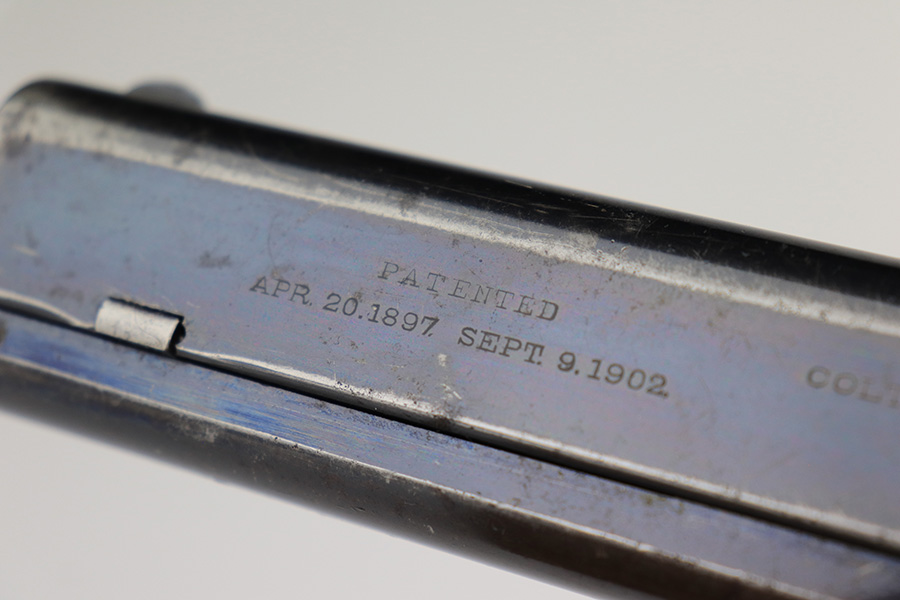 PATENTED
APR. 20.1897. SEPT. 9.1902.